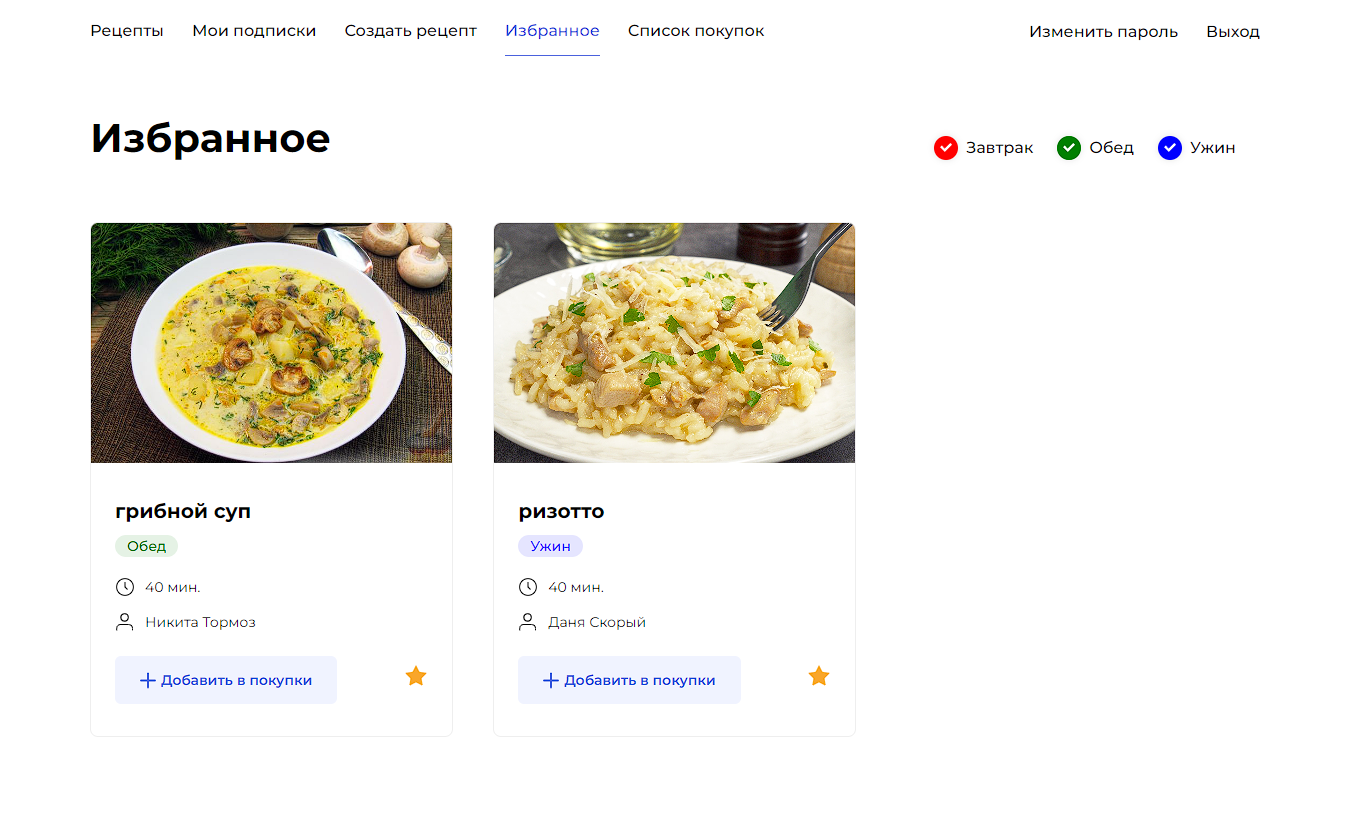 Рецепты Мои подписки Создать рецепт Избранное Список покупок Изменить пароль Выход
Избранное
Завтрак Обед Ужин
грибной суп
Обед
40 мин.
Никита Тормоз
Добавить в покупки
ризотто
Ужин
40 мин.
Даня Скорый
Добавить в покупки